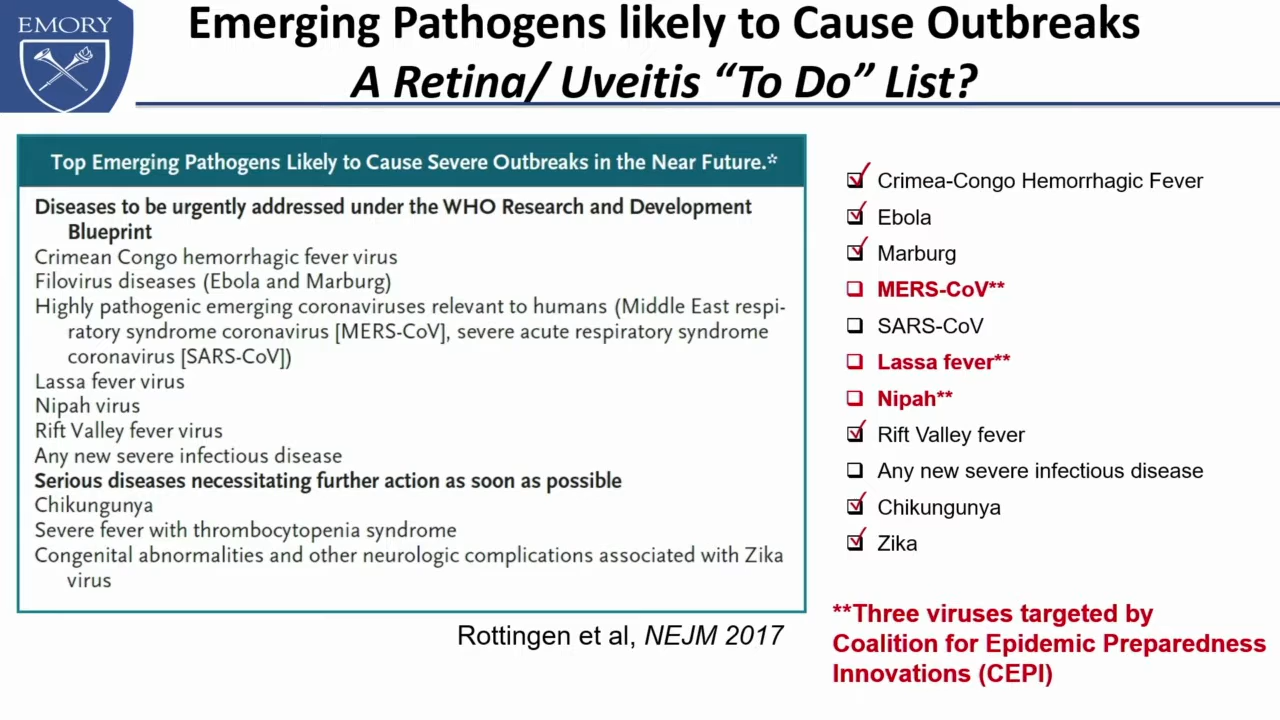 EMORY
Emerging Pathogens likely to Cause Outbreaks
A Retina/ Uveitis “To Do” List?
Top Emerging Pathogens Likely to Cause Severe Outbreaks in the Near Future.*
Diseases to be urgently addressed under the WHO Research and Development
Blueprint
Crimean Congo hemorrhagic fever virus
Filovirus diseases (Ebola and Marburg)
Highly pathogenic emerging coronaviruses relevant to humans (Middle East respi-
ratory syndrome coronavirus [MERS-CoV], severe acute respiratory syndrome
coronavirus [SARS-CoV])
Lassa fever virus
Nipah virus
Rift Valley fever virus
Any new severe infectious disease
Serious diseases necessitating further action as soon as possible
Chikungunya
Severe fever with thrombocytopenia syndrome
Congenital abnormalities and other neurologic complications associated with Zika
virus
Rottingen et al, NEJM 2017
Crimea-Congo Hemorrhagic Fever
Ebola
Marburg
MERS-CoV**
SARS-CoV
Lassa fever**
Nipah**
Rift Valley fever
Any new severe infectious disease
Chikungunya
Zika
**Three viruses targeted by
Coalition for Epidemic Preparedness
Innovations (CEPI)